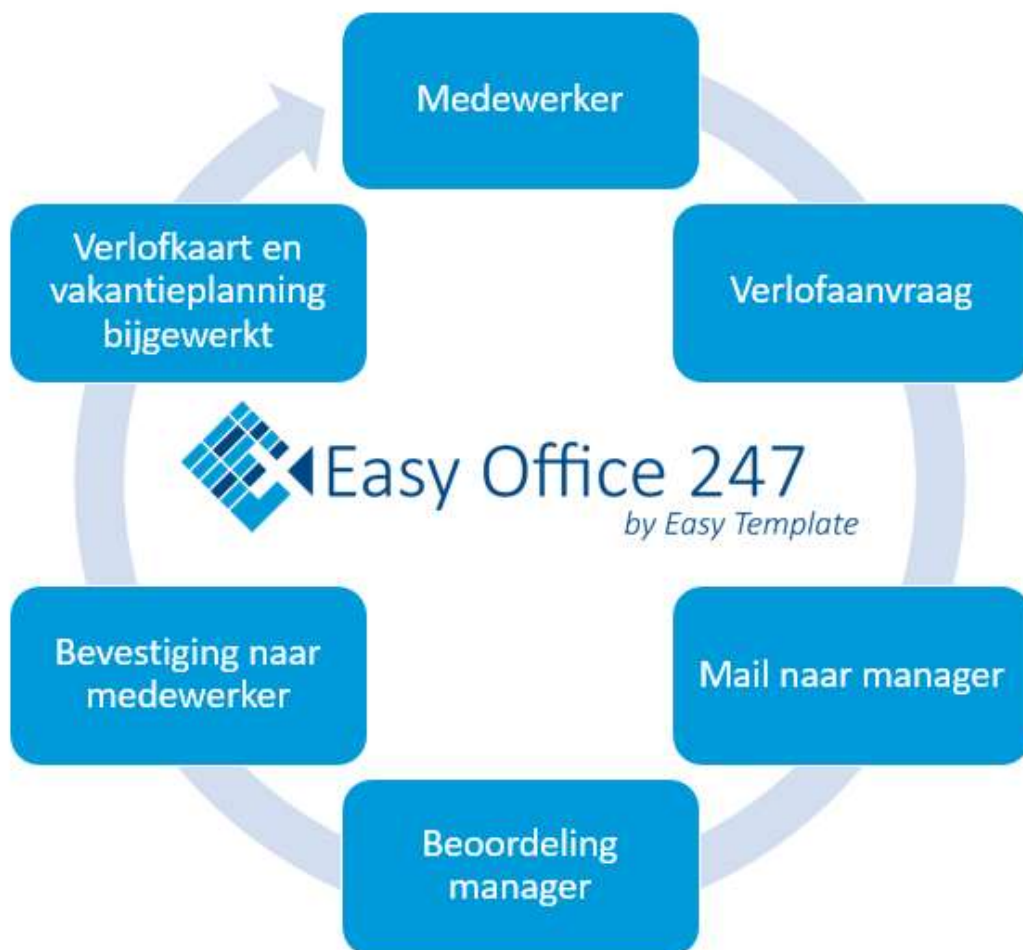 Medewerker
Verlofaanvraag
Mail naar manager
Beoordeling
manager
Bevestiging naar
medewerker
Verlofkaart en
vakantieplanning
bijgewerkt
Easy Office 247
by Easy Template